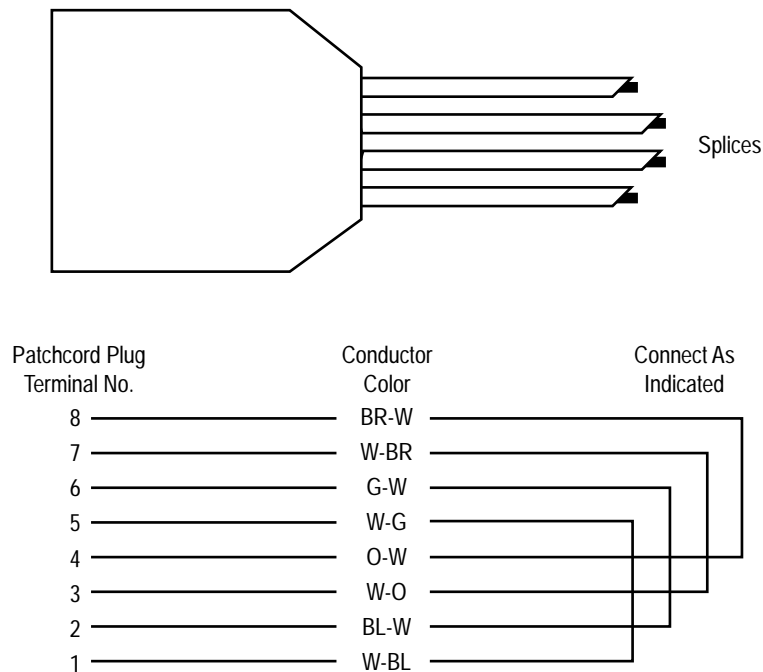 Splices
Patchcord Plug
Terminal No.
Conductor
Color
Connect As
Indicated
8 BR-W
7 W-BR
6 G-W
5 W-G
4 O-W
3 W-O
2 BL-W
1 W-BL